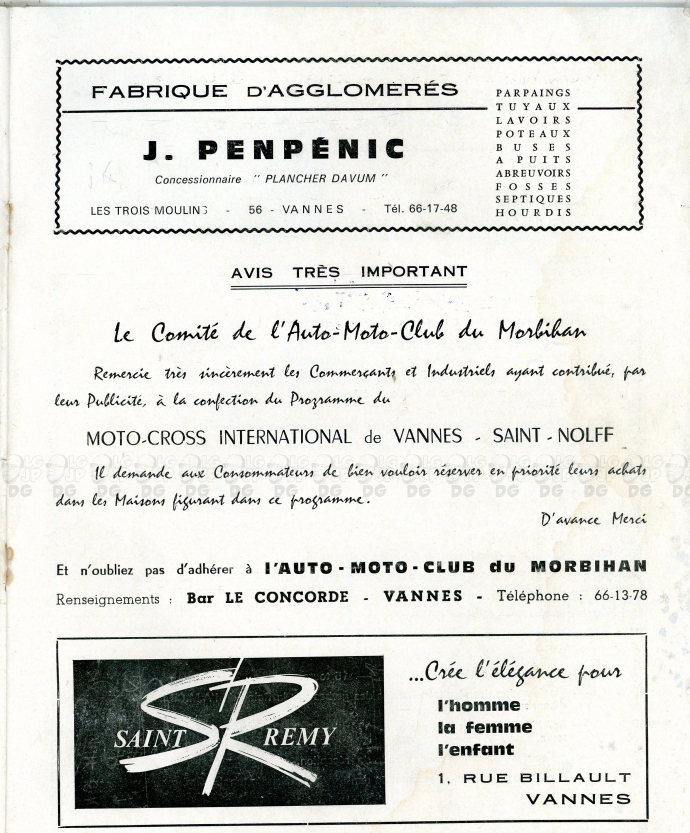 FABRIQUE D'AGGLOMERÉS
J. PENPÉNIC
Concessionnaire " PLANCHER DAVUM "
LES TROIS MOULINS - 56 - VANNES - Tél. 66-17-48
PARPAINGS
TUYAUX
LAVOIRS
POTEAUX
BUSES
A PUITS
ABREUVOIRS
FOSSES
SEPTIQUES
HOURDIS
AVIS TRÈS IMPORTANT
Le Comité de l'Auto-Moto-Club du Morbihan
Remercie très sincèrement les Commerçants et Industriels ayant contribué, par
leur Publicité, à la confection du Programme du
MOTO-CROSS INTERNATIONAL de VANNES - SAINT-NOLFF
Il demande aux Consommateurs de bien vouloir réserver en priorité leurs achats
dans les Maisons figurant dans ce programme.
D'avance Merci
Et n'oubliez pas d'adhérer à l'AUTO-MOTO-CLUB du MORBIHAN
Renseignements : Bar LE CONCORDE - VANNES - Téléphone : 66-13-78
SAINT REMY
SR
...Crée l'élégance pour
l'homme
la femme
l'enfant
1, RUE BILLAULT
VANNES